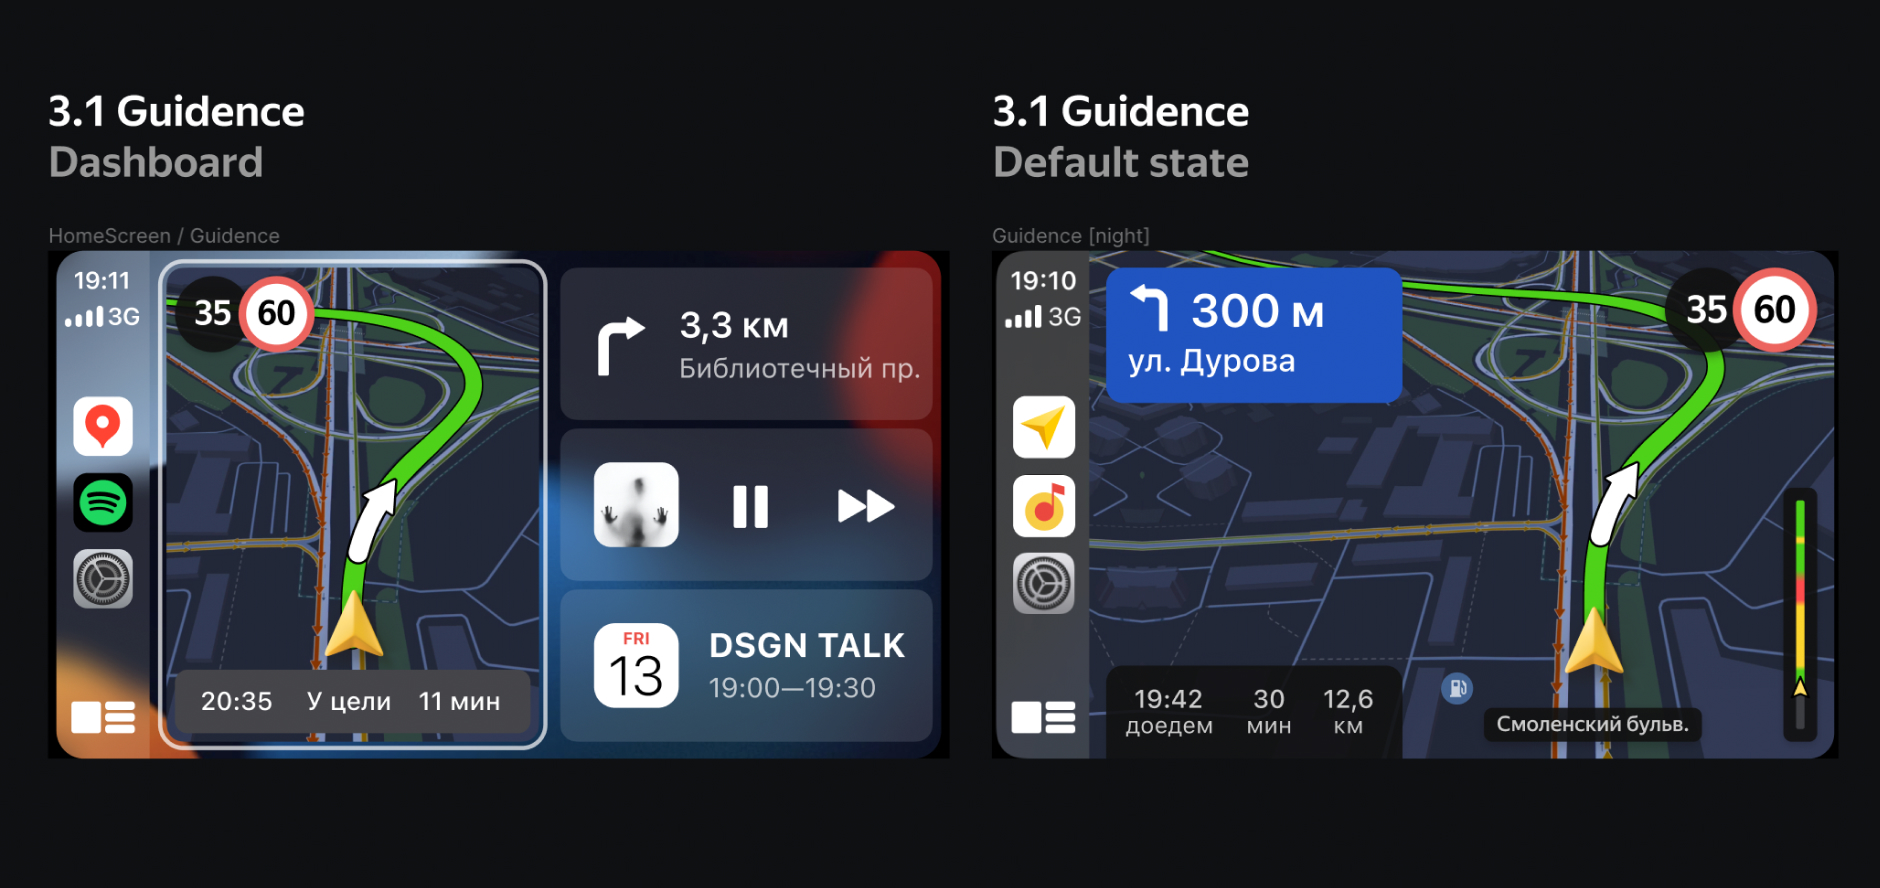 3.1 Guidence
Dashboard
HomeScreen / Guidence
19:11
3G
35
60
3,3 км
Библиотечный пр.
FRI
13
DSGN TALK
19:00—19:30
20:35 У цели 11 мин
3.1 Guidence
Default state
Guidence [night]
19:10
3G
300 м
ул. Дурова
35
60
19:42 30 12,6
доедем мин км
Смоленский бульв.